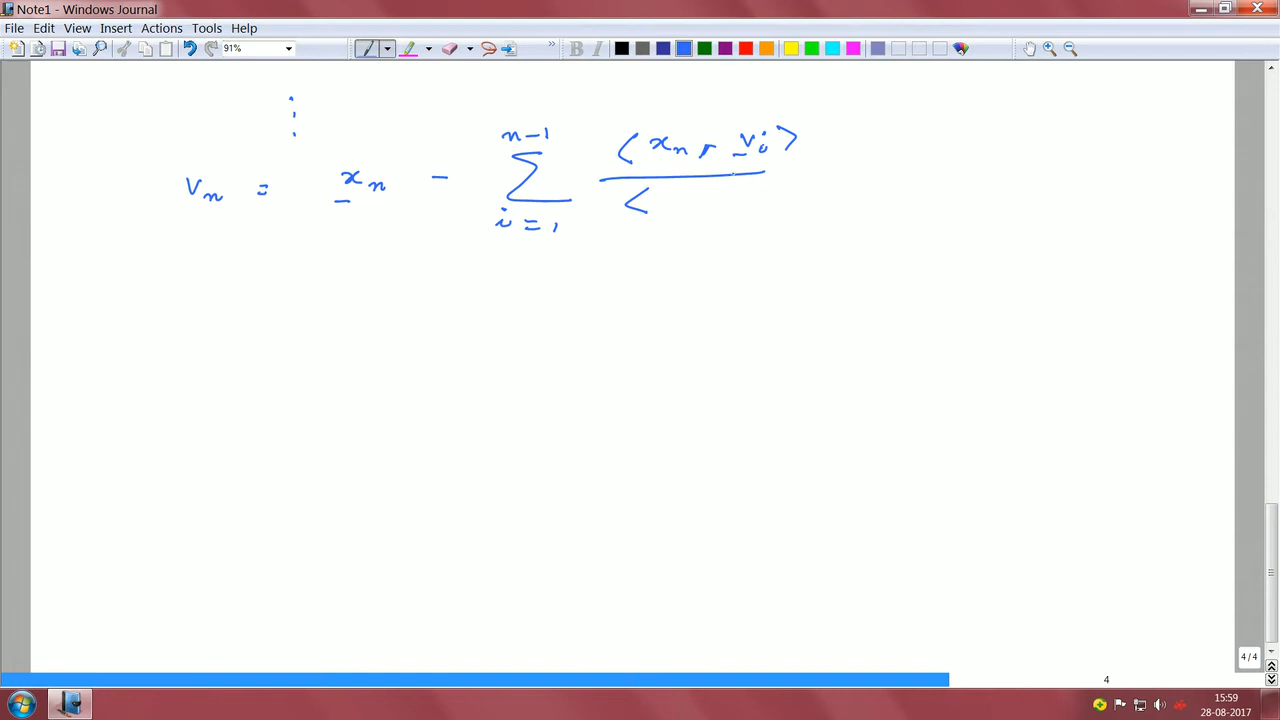 Note1 - Windows Journal
File Edit View Insert Actions Tools Help
91%
B I
⋮
n-1
⟨x_n, v_i⟩
v_n = x_n - Σ
⟨
i=1
4/4
4
15:59
28-08-2017